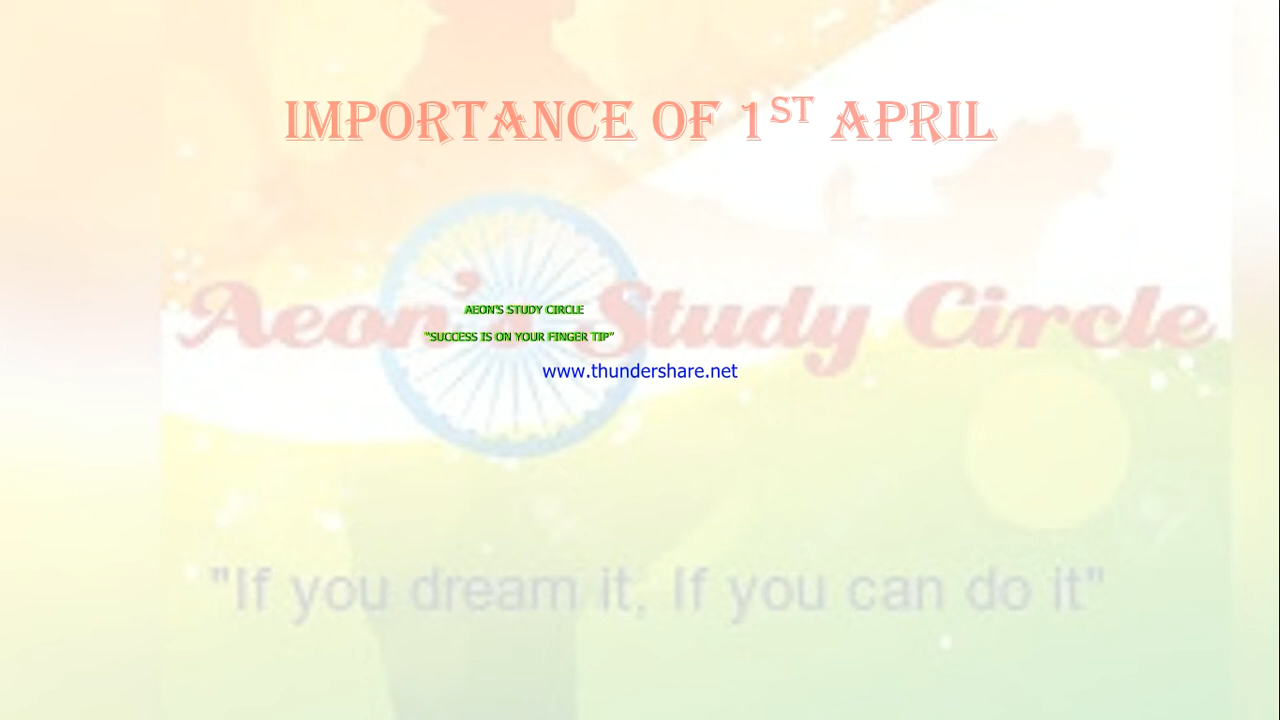 IMPORTANCE OF 1ST APRIL
Aeon's Study Circle
AEON'S STUDY CIRCLE
"SUCCESS IS ON YOUR FINGER TIP"
www.thundershare.net
"If you dream it, If you can do it"